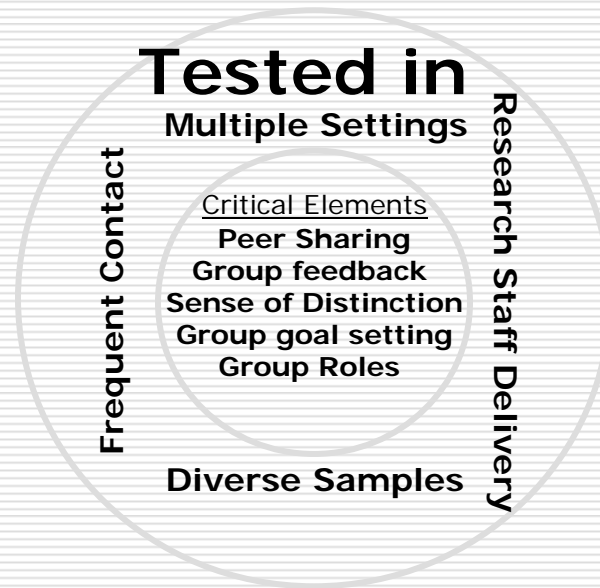 Tested in
Multiple Settings
Research Staff Delivery
Frequent Contact
Critical Elements
Peer Sharing
Group feedback
Sense of Distinction
Group goal setting
Group Roles
Diverse Samples